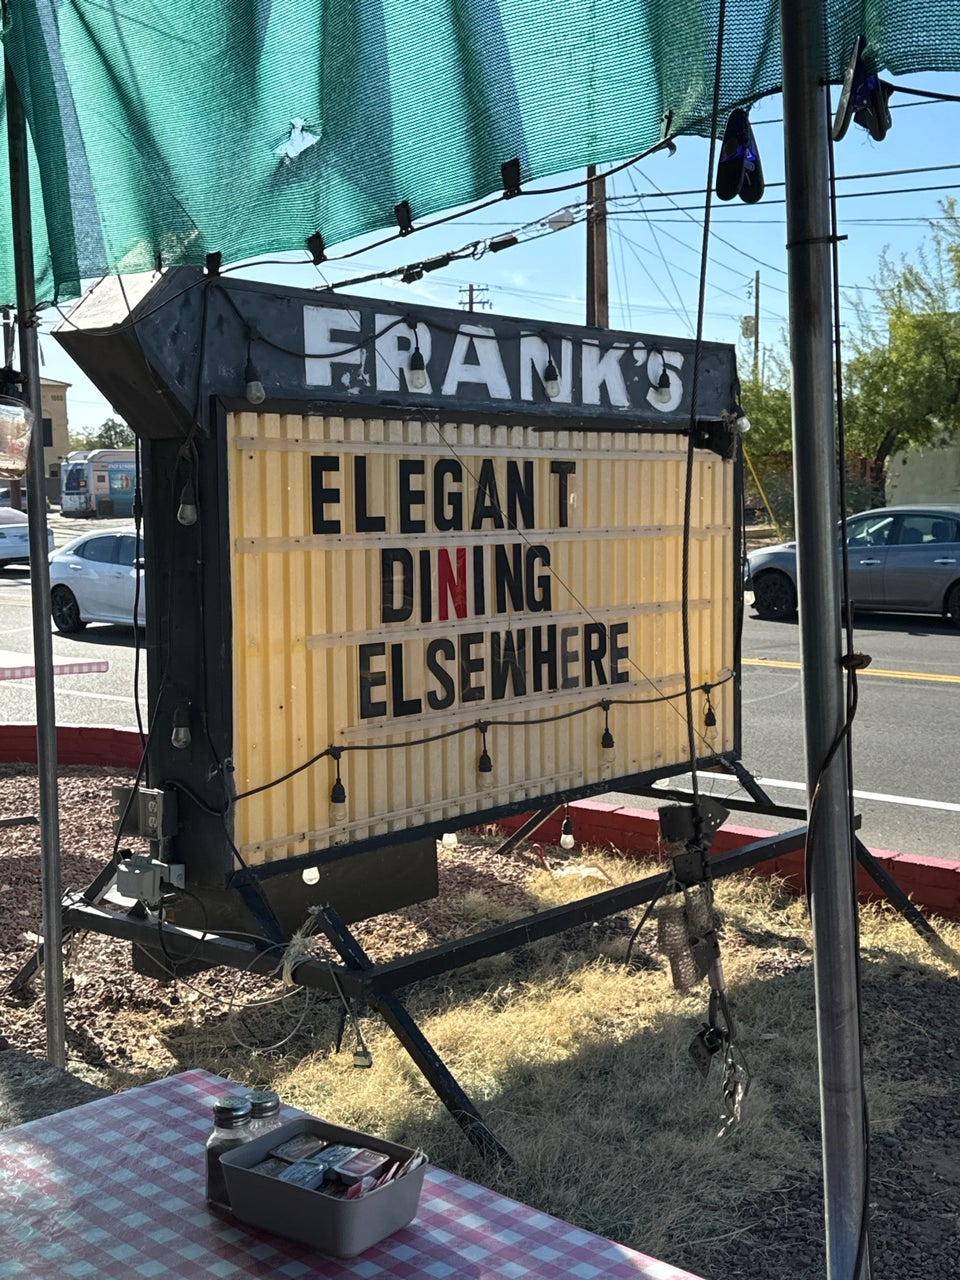 FRANK'S
ELEGANT
DINING
ELSEWHERE